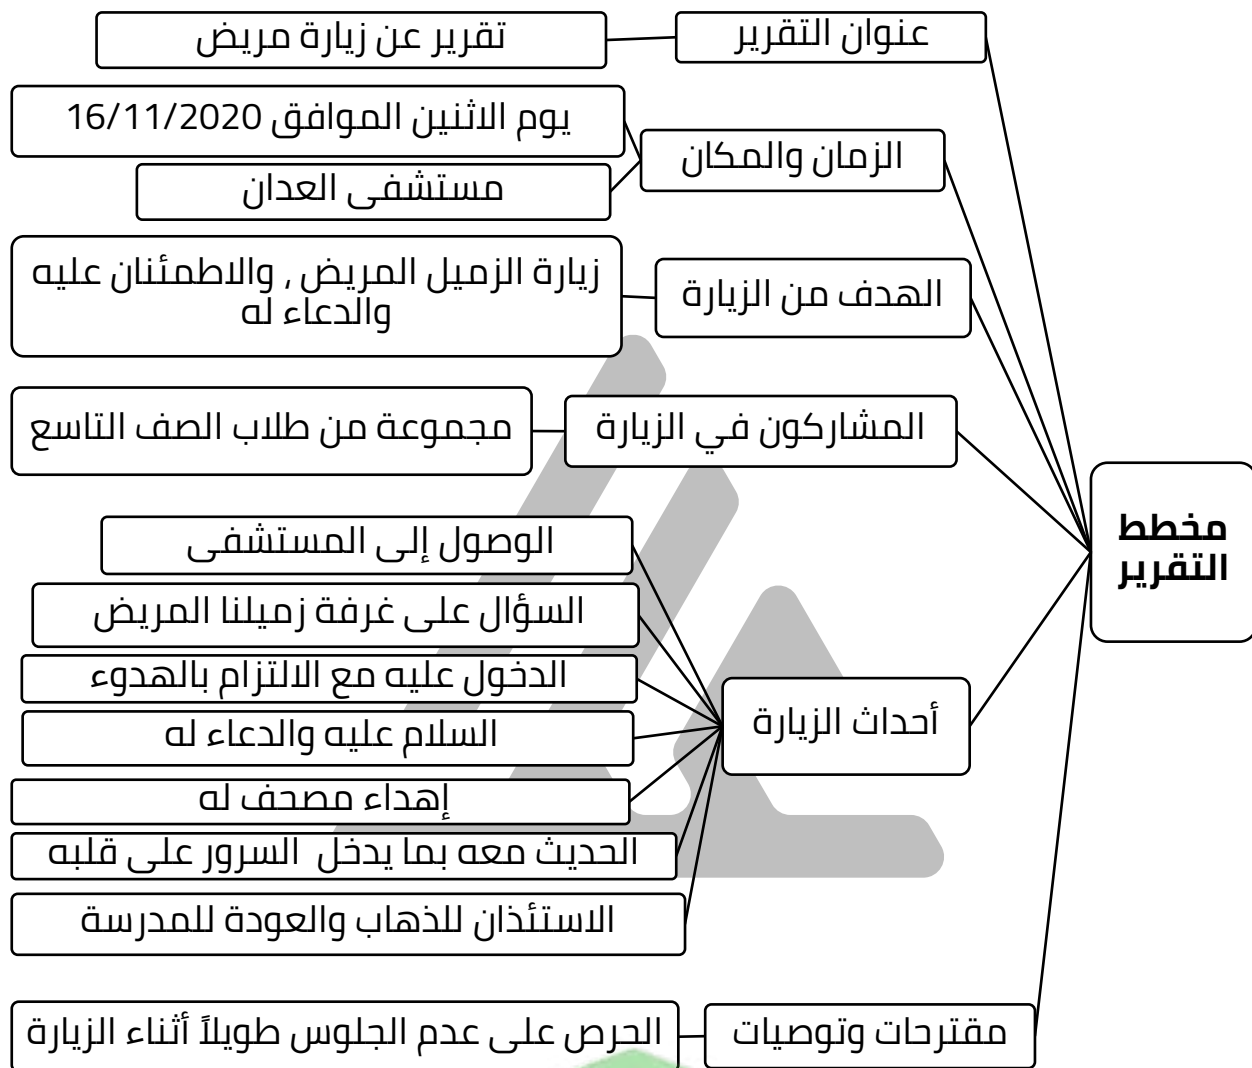 مخطط
التقرير
عنوان التقرير
تقرير عن زيارة مريض
الزمان والمكان
يوم الاثنين الموافق 16/11/2020
مستشفى العدان
الهدف من الزيارة
زيارة الزميل المريض , والاطمئنان عليه
والدعاء له
المشاركون في الزيارة
مجموعة من طلاب الصف التاسع
أحداث الزيارة
الوصول إلى المستشفى
السؤال على غرفة زميلنا المريض
الدخول عليه مع الالتزام بالهدوء
السلام عليه والدعاء له
إهداء مصحف له
الحديث معه بما يدخل السرور على قلبه
الاستئذان للذهاب والعودة للمدرسة
مقترحات وتوصيات
الحرص على عدم الجلوس طويلاً أثناء الزيارة